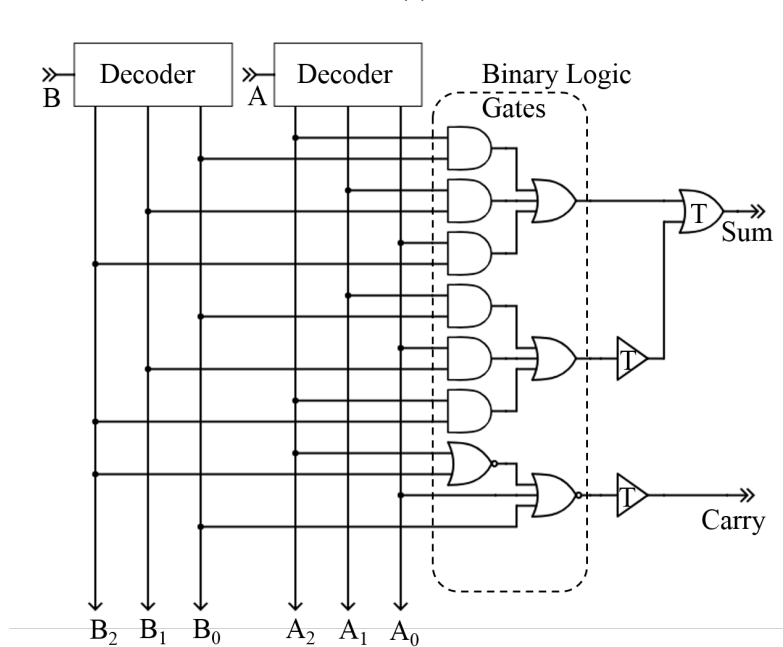 Decoder
Decoder
Binary Logic
Gates
B
A
T
Sum
T
T
Carry
B2 B1 B0 A2 A1 A0